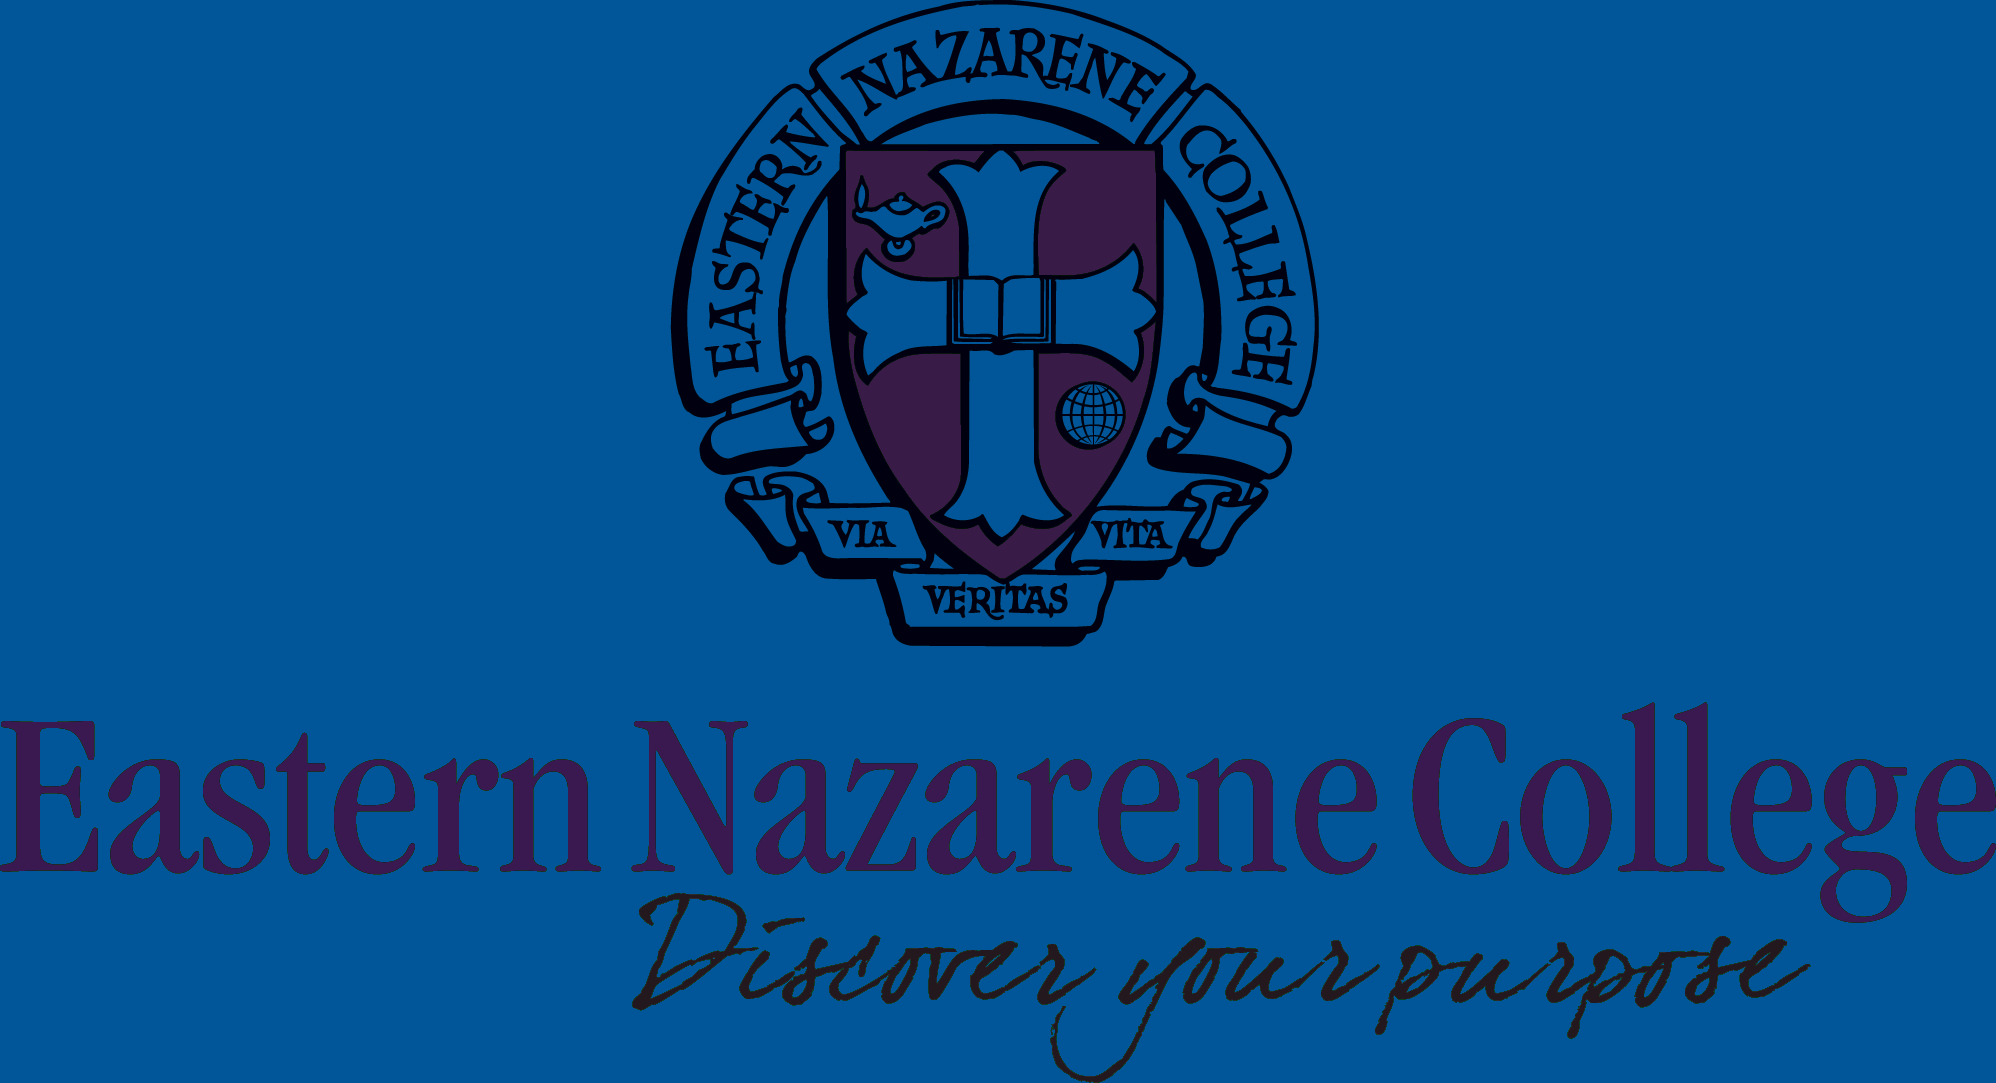 EASTERN NAZARENE COLLEGE
VIA VERITAS VITA
Eastern Nazarene College
Discover your purpose